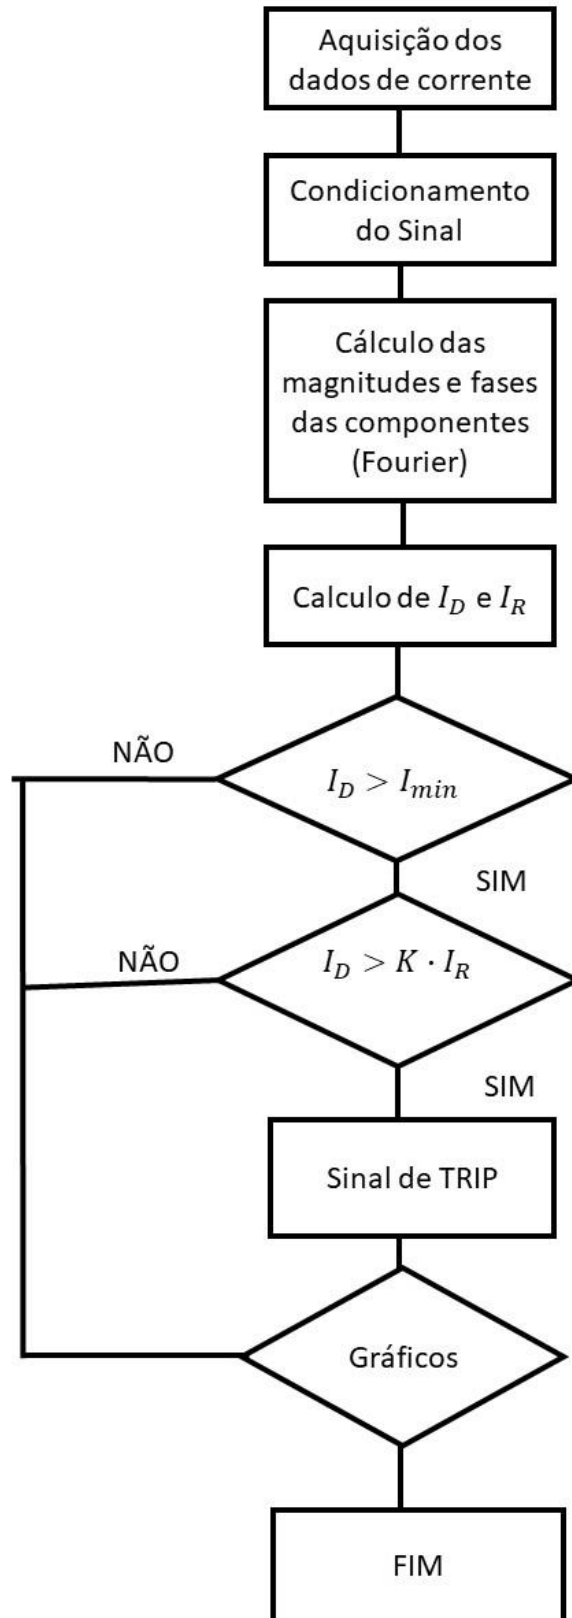 Aquisição dos
dados de corrente
Condicionamento
do Sinal
Cálculo das
magnitudes e fases
das componentes
(Fourier)
Calculo de I_D e I_R
NÃO
I_D > I_min
SIM
NÃO
I_D > K · I_R
SIM
Sinal de TRIP
Gráficos
FIM